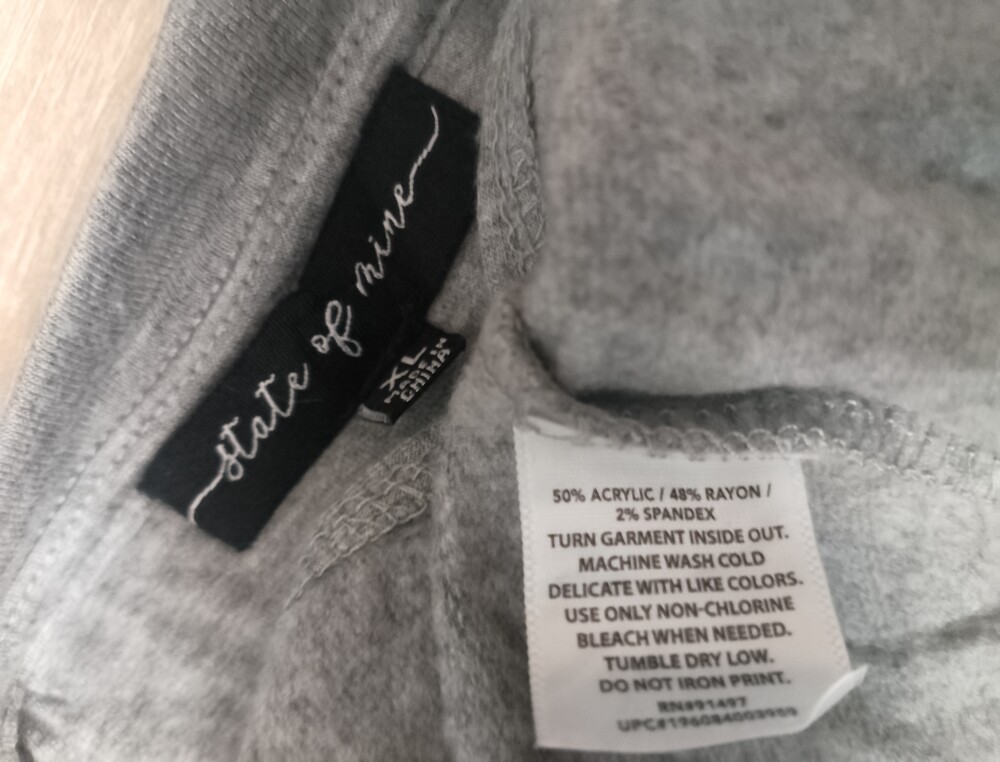 state of mine
XL
MADE IN
CHINA
50% ACRYLIC / 48% RAYON /
2% SPANDEX
TURN GARMENT INSIDE OUT.
MACHINE WASH COLD
DELICATE WITH LIKE COLORS.
USE ONLY NON-CHLORINE
BLEACH WHEN NEEDED.
TUMBLE DRY LOW.
DO NOT IRON PRINT.
RN#91497